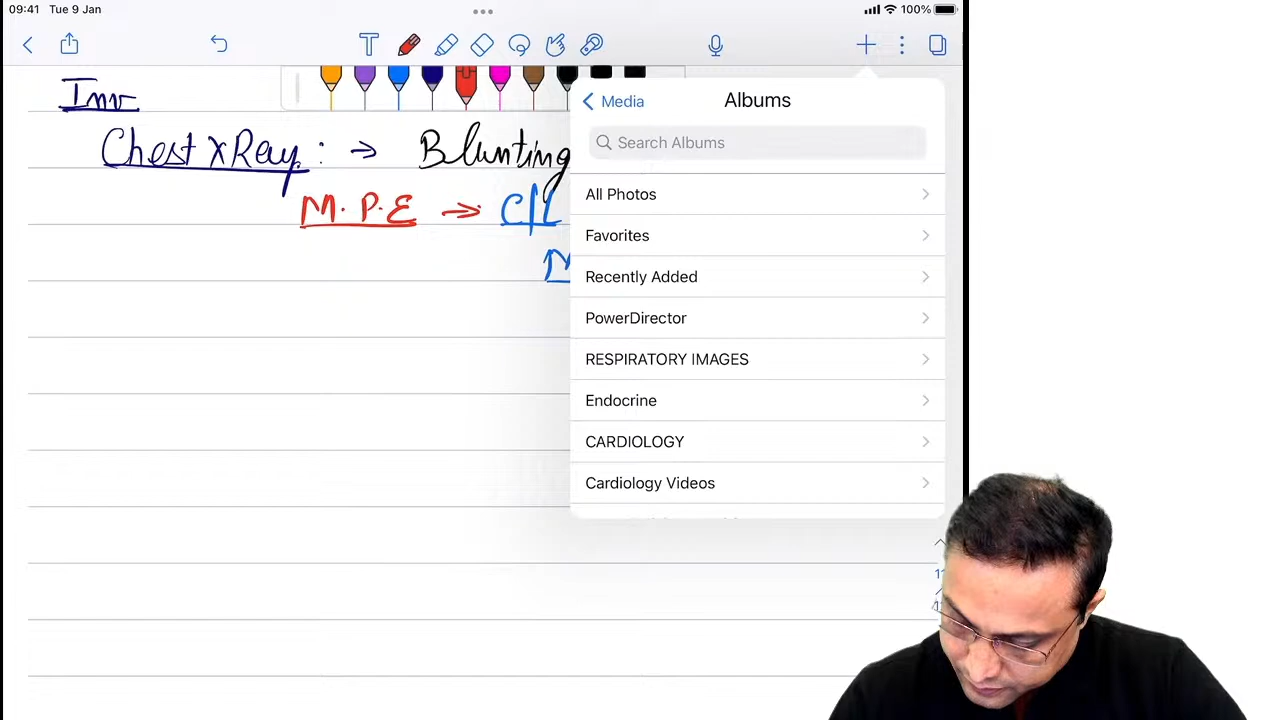 09:41 Tue 9 Jan
100%
T
Inv
Chest X Ray : → Blunting
M.P.E → C/L
M
Media
Albums
Search Albums
All Photos
Favorites
Recently Added
PowerDirector
RESPIRATORY IMAGES
Endocrine
CARDIOLOGY
Cardiology Videos